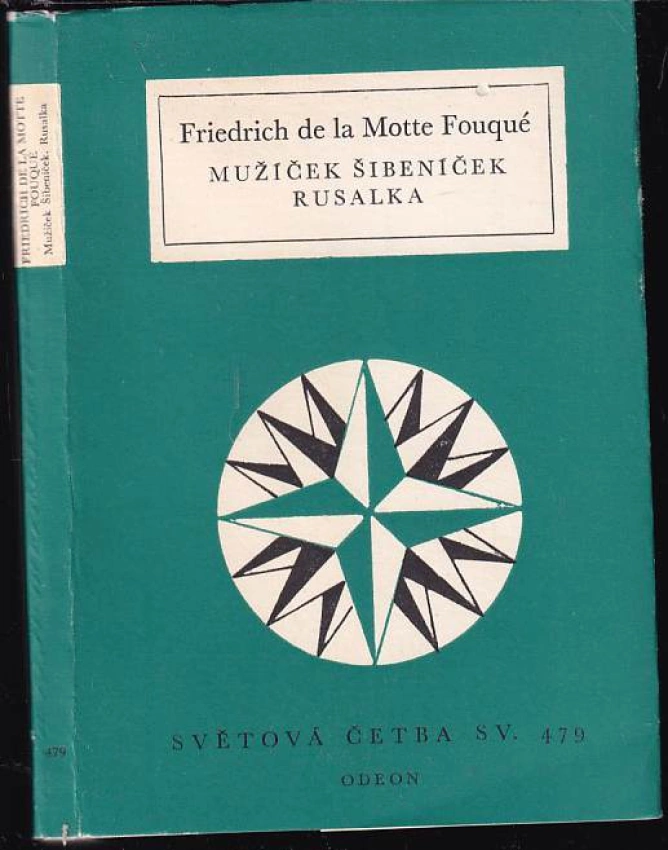 Friedrich de la Motte Fouqué
MUŽÍČEK ŠIBENÍČEK
RUSALKA
SVĚTOVÁ ČETBA SV. 479
ODEON
FRIEDRICH DE LA MOTTE
FOUQUÉ
Mužíček Šibeníček. Rusalka
479